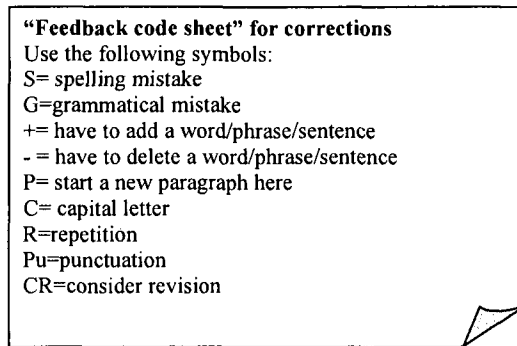 “Feedback code sheet” for corrections
Use the following symbols:
S= spelling mistake
G=grammatical mistake
+= have to add a word/phrase/sentence
- = have to delete a word/phrase/sentence
P= start a new paragraph here
C= capital letter
R=repetition
Pu=punctuation
CR=consider revision